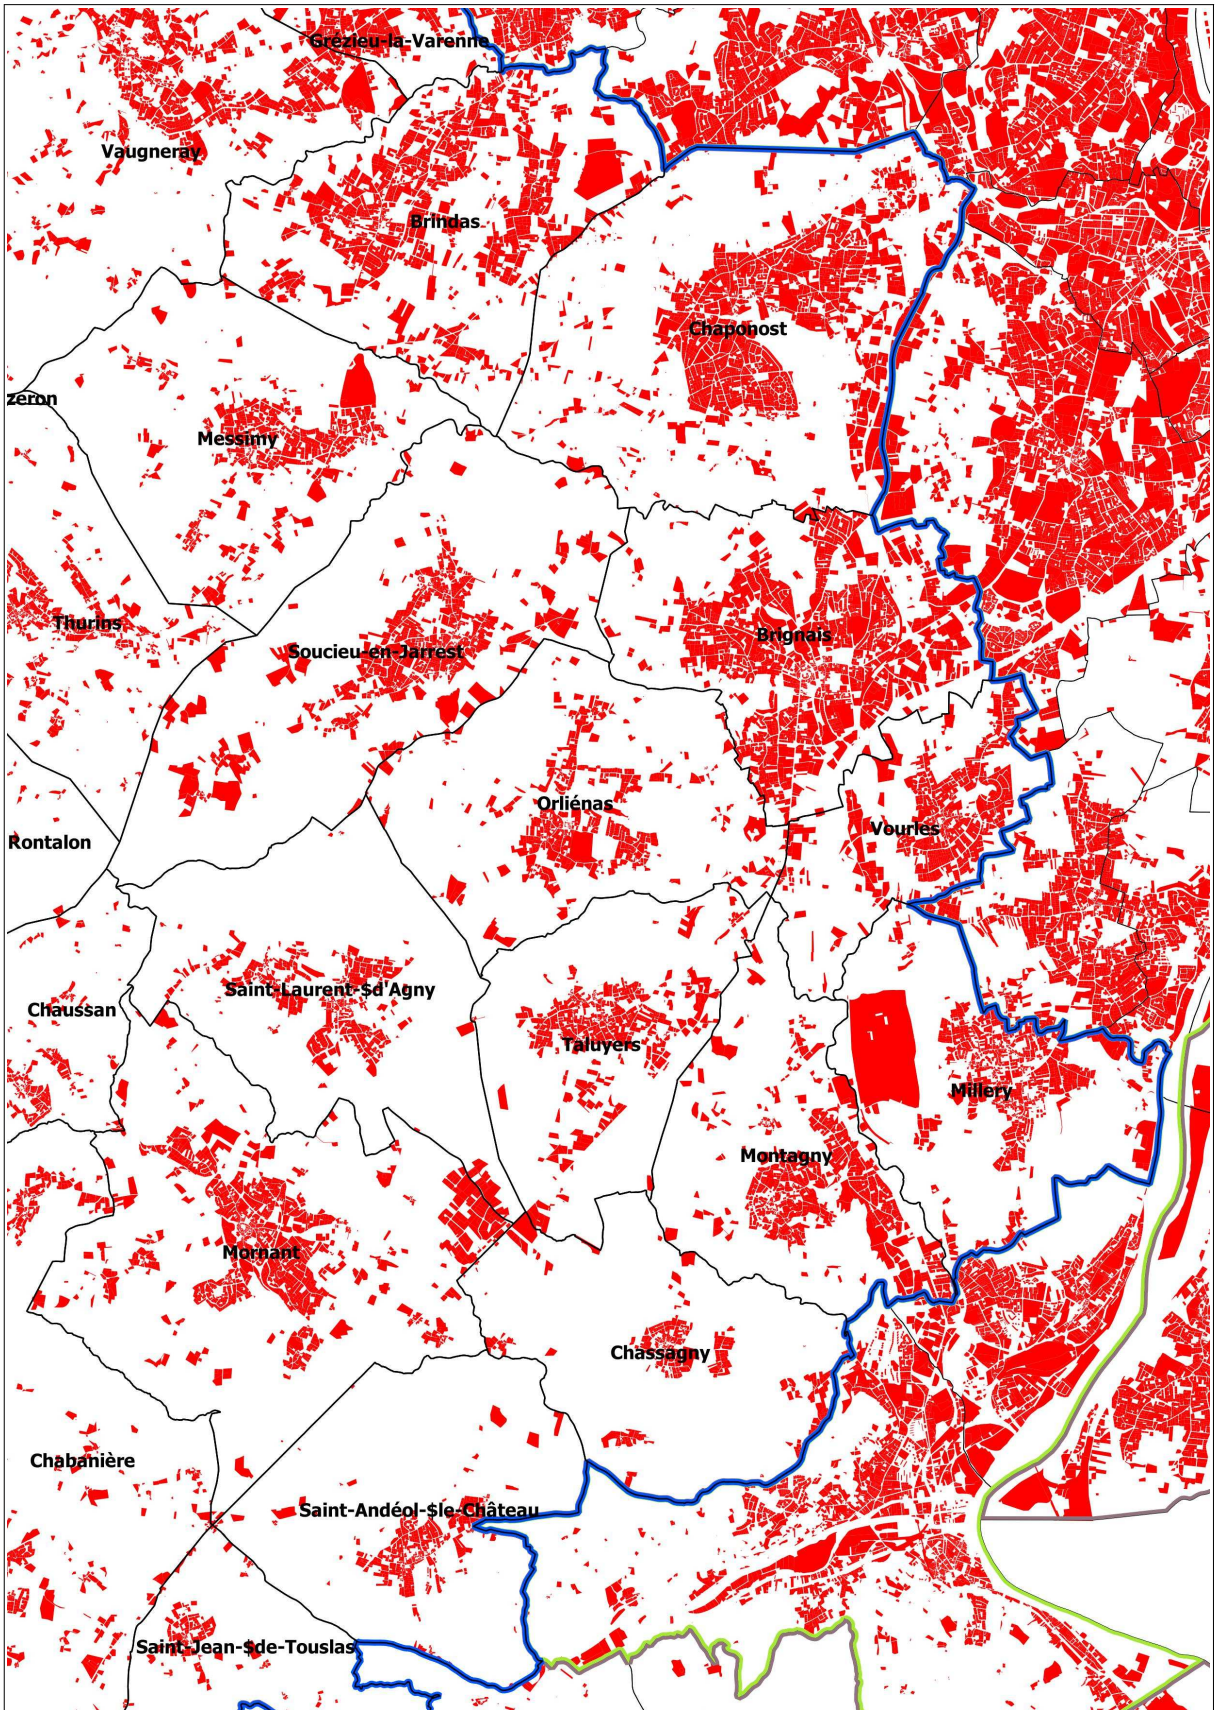 Grézieu-la-Varenne
Vaugneray
Brindas
Chaponost
zeron
Messimy
Thurins
Brignais
Soucieu-en-Jarrest
Orliénas
Vourles
Rontalon
Saint-Laurent-$d'Agny
Chaussan
Taluyers
Millery
Montagny
Mornant
Chassagny
Chabanière
Saint-Andéol-$le-Château
Saint-Jean-$de-Touslas